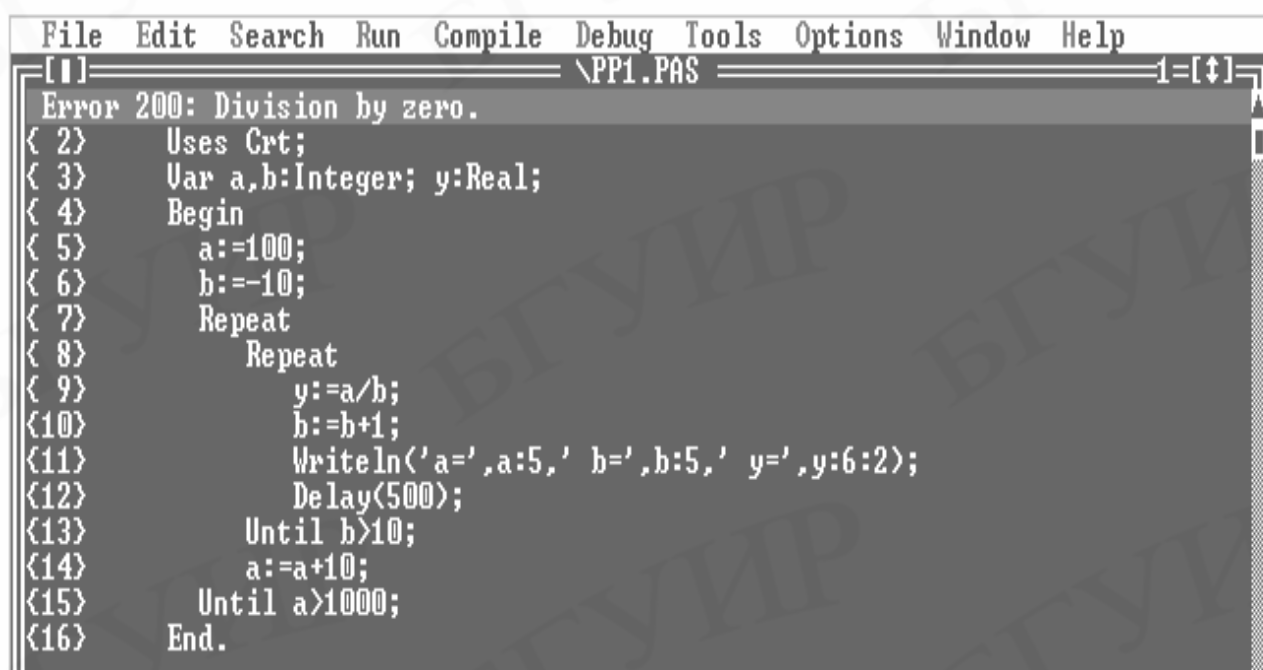 File Edit Search Run Compile Debug Tools Options Window Help
[▮] \PP1.PAS 1=[↕]
Error 200: Division by zero.
{ 2} Uses Crt;
{ 3} Var a,b:Integer; y:Real;
{ 4} Begin
{ 5} a:=100;
{ 6} b:=-10;
{ 7} Repeat
{ 8} Repeat
{ 9} y:=a/b;
{10} b:=b+1;
{11} Writeln('a=',a:5,' b=',b:5,' y=',y:6:2);
{12} Delay(500);
{13} Until b>10;
{14} a:=a+10;
{15} Until a>1000;
{16} End.
БГУИР
БГУИР
БГУИР